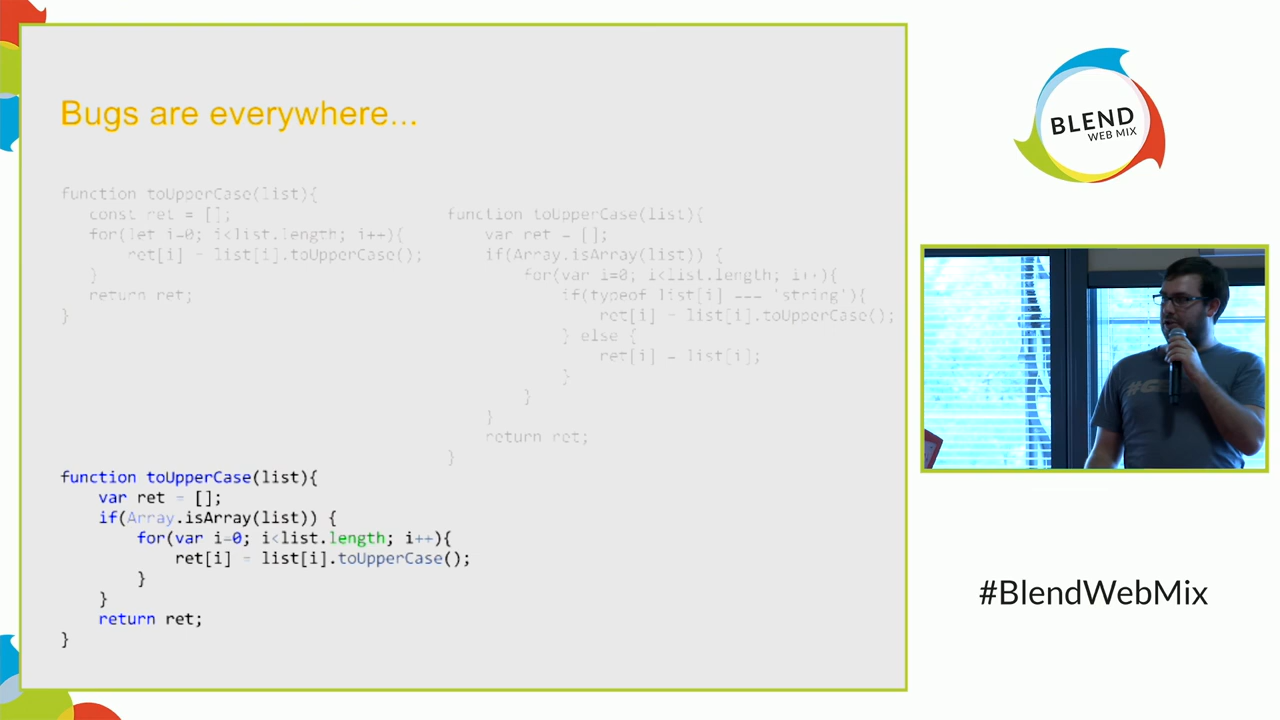 Bugs are everywhere...
function toUpperCase(list){
const ret = [];
for(let i=0; i<list.length; i++){
ret[i] = list[i].toUpperCase();
}
return ret;
}
function toUpperCase(list){
var ret = [];
if(Array.isArray(list)) {
for(var i=0; i<list.length; i++){
if(typeof list[i] === 'string'){
ret[i] = list[i].toUpperCase();
} else {
ret[i] = list[i];
}
}
}
return ret;
}
function toUpperCase(list){
var ret = [];
if(Array.isArray(list)) {
for(var i=0; i<list.length; i++){
ret[i] = list[i].toUpperCase();
}
}
return ret;
}
BLEND
WEB MIX
#BlendWebMix